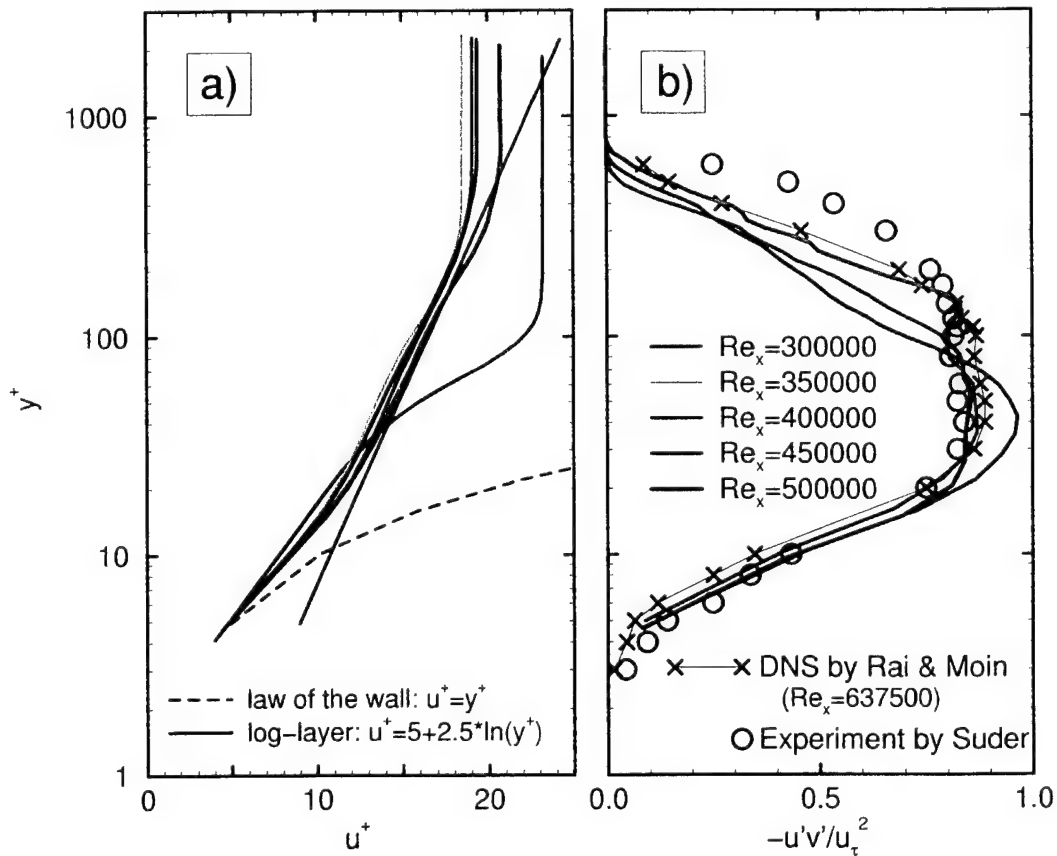 a)
1000
100
10
1
y⁺
0
10
20
u⁺
law of the wall: u⁺=y⁺
log-layer: u⁺=5+2.5*ln(y⁺)
b)
Reₓ=300000
Reₓ=350000
Reₓ=400000
Reₓ=450000
Reₓ=500000
DNS by Rai & Moin
(Reₓ=637500)
Experiment by Suder
0.0
0.5
1.0
-u'v'/u_τ²